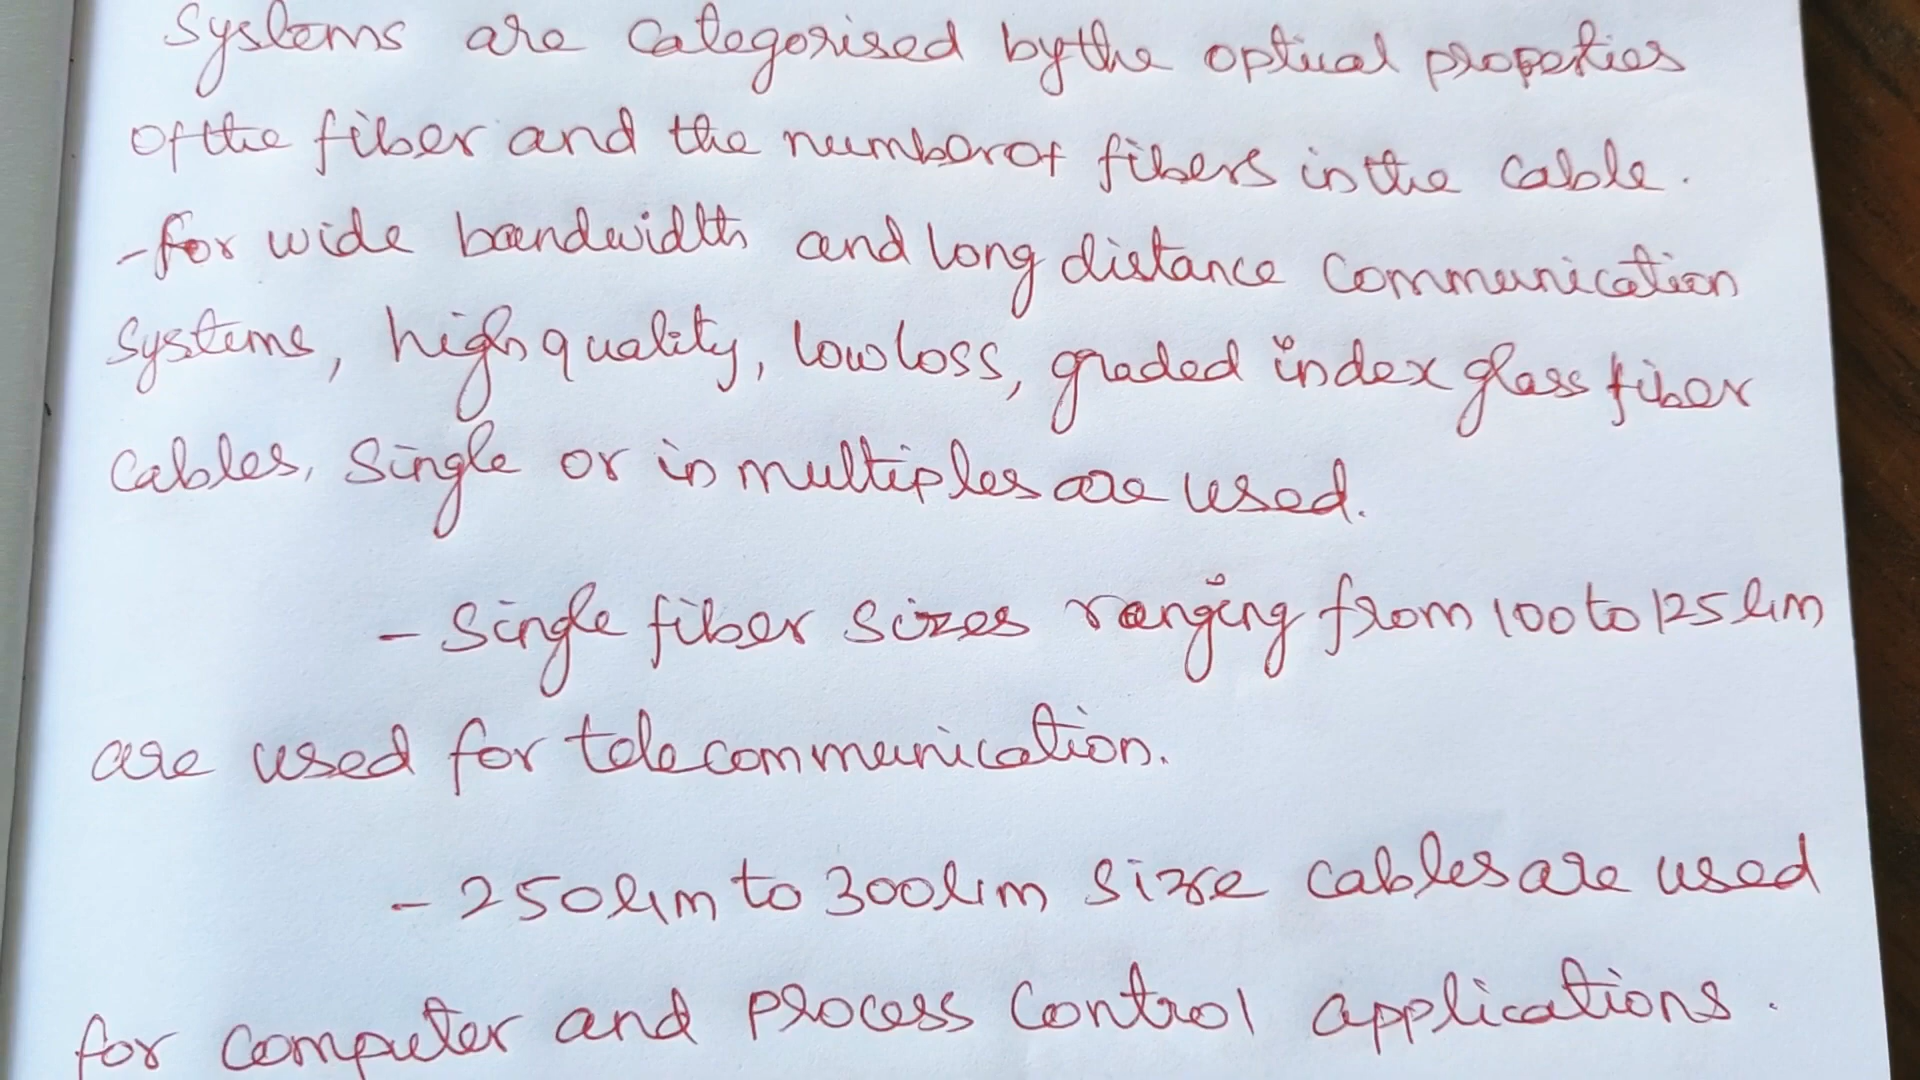 Systems are Categorised by the optical properties
of the fiber and the number of fibers in the Cable.
- for wide bandwidth and long distance Communication
Systems, high quality, low loss, graded index glass fiber
Cables, Single or in multiples are used.
- Single fiber sizes ranging from 100 to 125 μm
are used for telecommunication.
- 250 μm to 300 μm size cables are used
for computer and process Control applications.